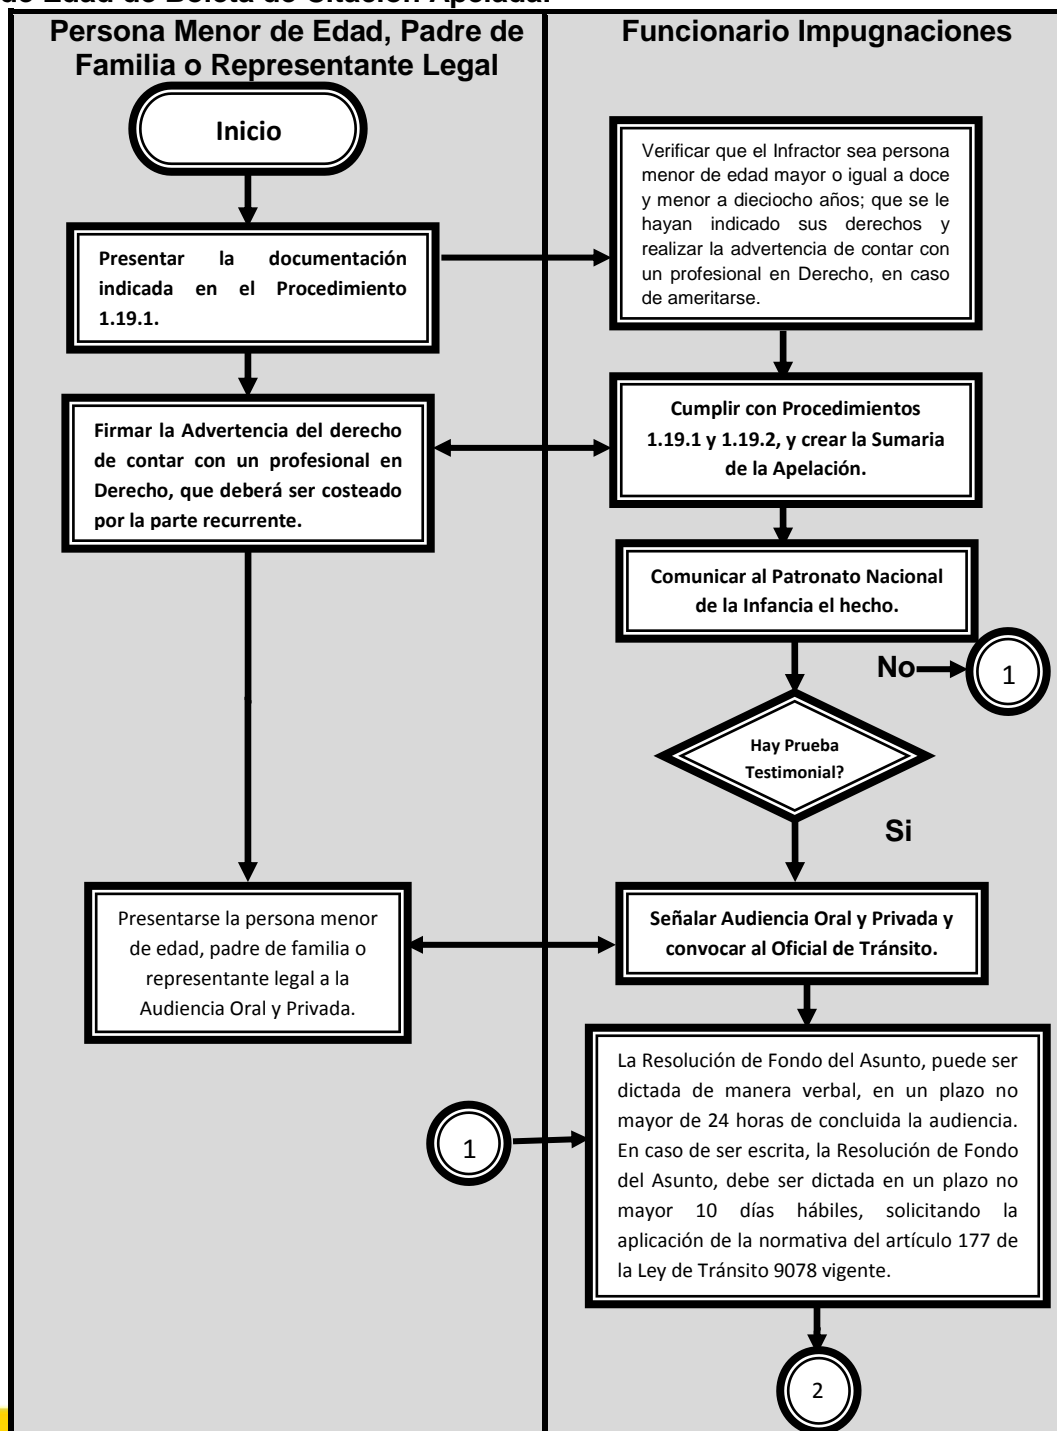 de Edad de Boleta de Citación Apelada.
Persona Menor de Edad, Padre de
Familia o Representante Legal
Funcionario Impugnaciones
Inicio
Verificar que el Infractor sea persona
menor de edad mayor o igual a doce
y menor a dieciocho años; que se le
hayan indicado sus derechos y
realizar la advertencia de contar con
un profesional en Derecho, en caso
de ameritarse.
Presentar la documentación
indicada en el Procedimiento
1.19.1.
Firmar la Advertencia del derecho
de contar con un profesional en
Derecho, que deberá ser costeado
por la parte recurrente.
Cumplir con Procedimientos
1.19.1 y 1.19.2, y crear la Sumaria
de la Apelación.
Comunicar al Patronato Nacional
de la Infancia el hecho.
No
1
Hay Prueba
Testimonial?
Si
Presentarse la persona menor
de edad, padre de familia o
representante legal a la
Audiencia Oral y Privada.
Señalar Audiencia Oral y Privada y
convocar al Oficial de Tránsito.
1
La Resolución de Fondo del Asunto, puede ser
dictada de manera verbal, en un plazo no
mayor de 24 horas de concluida la audiencia.
En caso de ser escrita, la Resolución de Fondo
del Asunto, debe ser dictada en un plazo no
mayor 10 días hábiles, solicitando la
aplicación de la normativa del artículo 177 de
la Ley de Tránsito 9078 vigente.
2